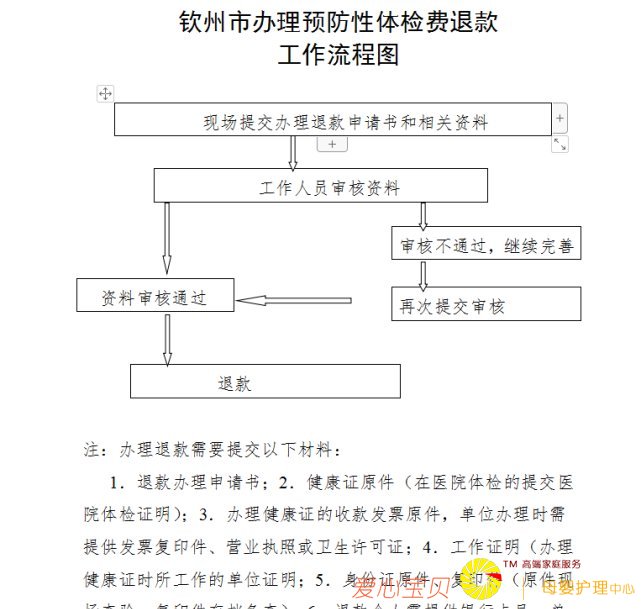 钦州市办理预防性体检费退款
工作流程图
现场提交办理退款申请书和相关资料
工作人员审核资料
审核不通过，继续完善
资料审核通过
再次提交审核
退款
注：办理退款需要提交以下材料：
1. 退款办理申请书；2. 健康证原件（在医院体检的提交医
院体检证明）；3. 办理健康证的收款发票原件，单位办理时需
提供发票复印件、营业执照或卫生许可证；4. 工作证明（办理
健康证时所工作的单位证明）；5. 身份证原件、复印件（原件现
爱心宝贝
TM 高端家庭服务
母婴护理中心